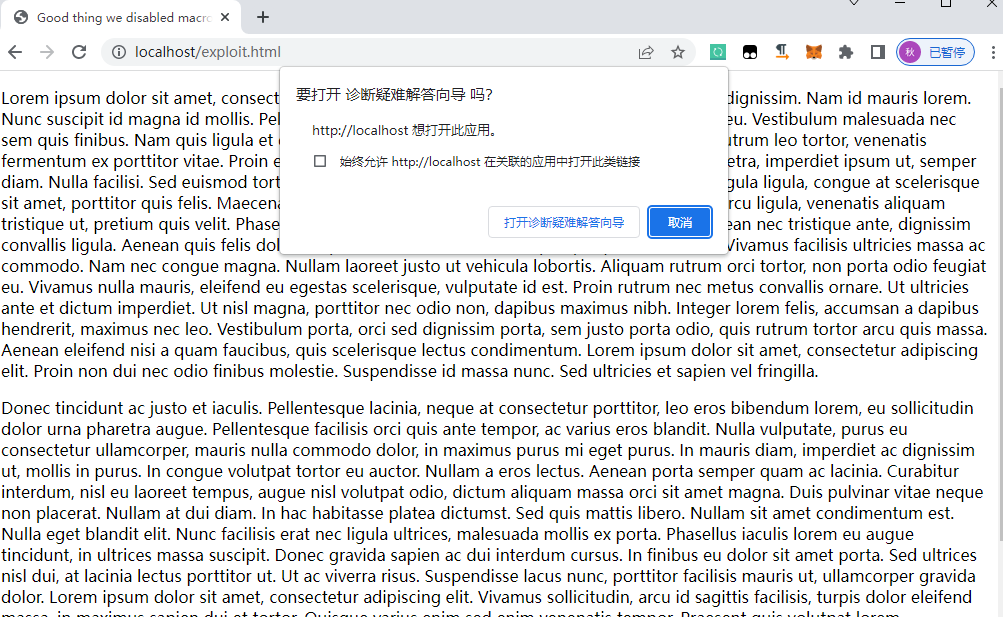 Good thing we disabled macro
localhost/exploit.html
秋 已暂停
要打开 诊断疑难解答向导 吗?
http://localhost 想打开此应用。
始终允许 http://localhost 在关联的应用中打开此类链接
打开诊断疑难解答向导 取消
Lorem ipsum dolor sit amet, consect dignissim. Nam id mauris lorem.
Nunc suscipit id magna id mollis. Pel eu. Vestibulum malesuada nec
sem quis finibus. Nam quis ligula et utrum leo tortor, venenatis
fermentum ex porttitor vitae. Proin e etra, imperdiet ipsum ut, semper
diam. Nulla facilisi. Sed euismod tort gula ligula, congue at scelerisque
sit amet, porttitor quis felis. Maecena rcu ligula, venenatis aliquam
tristique ut, pretium quis velit. Phase ean nec tristique ante, dignissim
convallis ligula. Aenean quis felis dol Vivamus facilisis ultricies massa ac
commodo. Nam nec congue magna. Nullam laoreet justo ut vehicula lobortis. Aliquam rutrum orci tortor, non porta odio feugiat
eu. Vivamus nulla mauris, eleifend eu egestas scelerisque, vulputate id est. Proin rutrum nec metus convallis ornare. Ut ultricies
ante et dictum imperdiet. Ut nisl magna, porttitor nec odio non, dapibus maximus nibh. Integer lorem felis, accumsan a dapibus
hendrerit, maximus nec leo. Vestibulum porta, orci sed dignissim porta, sem justo porta odio, quis rutrum tortor arcu quis massa.
Aenean eleifend nisi a quam faucibus, quis scelerisque lectus condimentum. Lorem ipsum dolor sit amet, consectetur adipiscing
elit. Proin non dui nec odio finibus molestie. Suspendisse id massa nunc. Sed ultricies et sapien vel fringilla.
Donec tincidunt ac justo et iaculis. Pellentesque lacinia, neque at consectetur porttitor, leo eros bibendum lorem, eu sollicitudin
dolor urna pharetra augue. Pellentesque facilisis orci quis ante tempor, ac varius eros blandit. Nulla vulputate, purus eu
consectetur ullamcorper, mauris nulla commodo dolor, in maximus purus mi eget purus. In mauris diam, imperdiet ac dignissim
ut, mollis in purus. In congue volutpat tortor eu auctor. Nullam a eros lectus. Aenean porta semper quam ac lacinia. Curabitur
interdum, nisl eu laoreet tempus, augue nisl volutpat odio, dictum aliquam massa orci sit amet magna. Duis pulvinar vitae neque
non placerat. Nullam at dui diam. In hac habitasse platea dictumst. Sed quis mattis libero. Nullam sit amet condimentum est.
Nulla eget blandit elit. Nunc facilisis erat nec ligula ultrices, malesuada mollis ex porta. Phasellus iaculis lorem eu augue
tincidunt, in ultrices massa suscipit. Donec gravida sapien ac dui interdum cursus. In finibus eu dolor sit amet porta. Sed ultrices
nisl dui, at lacinia lectus porttitor ut. Ut ac viverra risus. Suspendisse lacus nunc, porttitor facilisis mauris ut, ullamcorper gravida
dolor. Lorem ipsum dolor sit amet, consectetur adipiscing elit. Vivamus sollicitudin, arcu id sagittis facilisis, turpis dolor eleifend
massa, in maximus sapien dui et tortor. Quisque varius enim sed enim venenatis tempor. Praesent quis volutpat lorem.